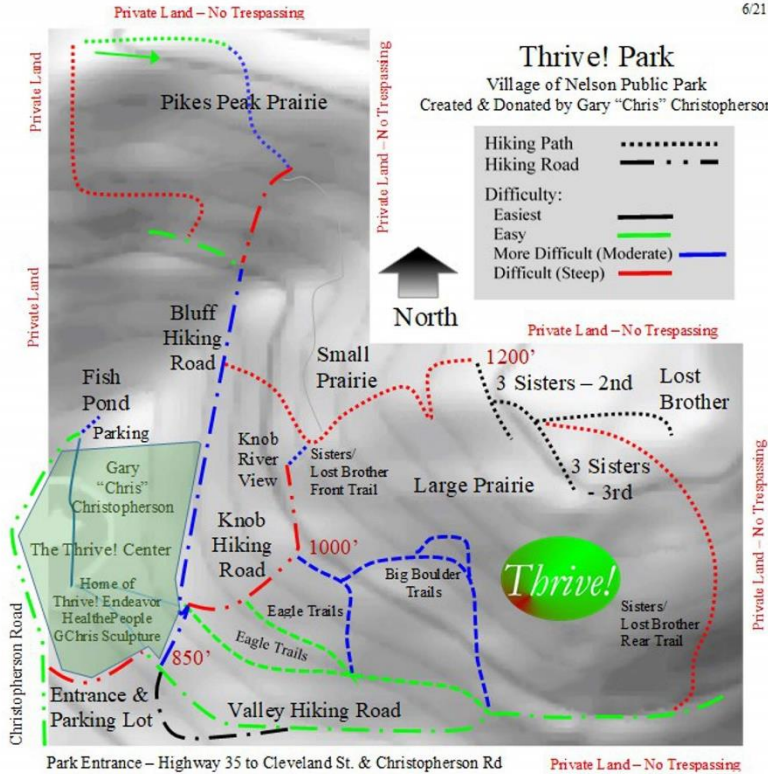 Private Land – No Trespassing
6/21
Thrive! Park
Village of Nelson Public Park
Created & Donated by Gary “Chris” Christopherson
Private Land
Pikes Peak Prairie
Private Land – No Trespassing
Hiking Path
Hiking Road
Difficulty:
Easiest
Easy
More Difficult (Moderate)
Difficult (Steep)
North
Private Land
Bluff
Hiking
Road
Private Land – No Trespassing
Small
Prairie
1200’
3 Sisters – 2nd
Lost
Brother
Fish
Pond
Parking
Knob
River
View
Sisters/
Lost Brother
Front Trail
Large Prairie
3 Sisters
- 3rd
Gary
“Chris”
Christopherson
The Thrive! Center
Home of
Thrive! Endeavor
HealthePeople
GChris Sculpture
Knob
Hiking
Road
1000’
Big Boulder
Trails
Thrive!
Eagle Trails
Eagle Trails
Sisters/
Lost Brother
Rear Trail
Private Land – No Trespassing
Christopherson Road
850’
Entrance &
Parking Lot
Valley Hiking Road
Park Entrance – Highway 35 to Cleveland St. & Christopherson Rd
Private Land – No Trespassing